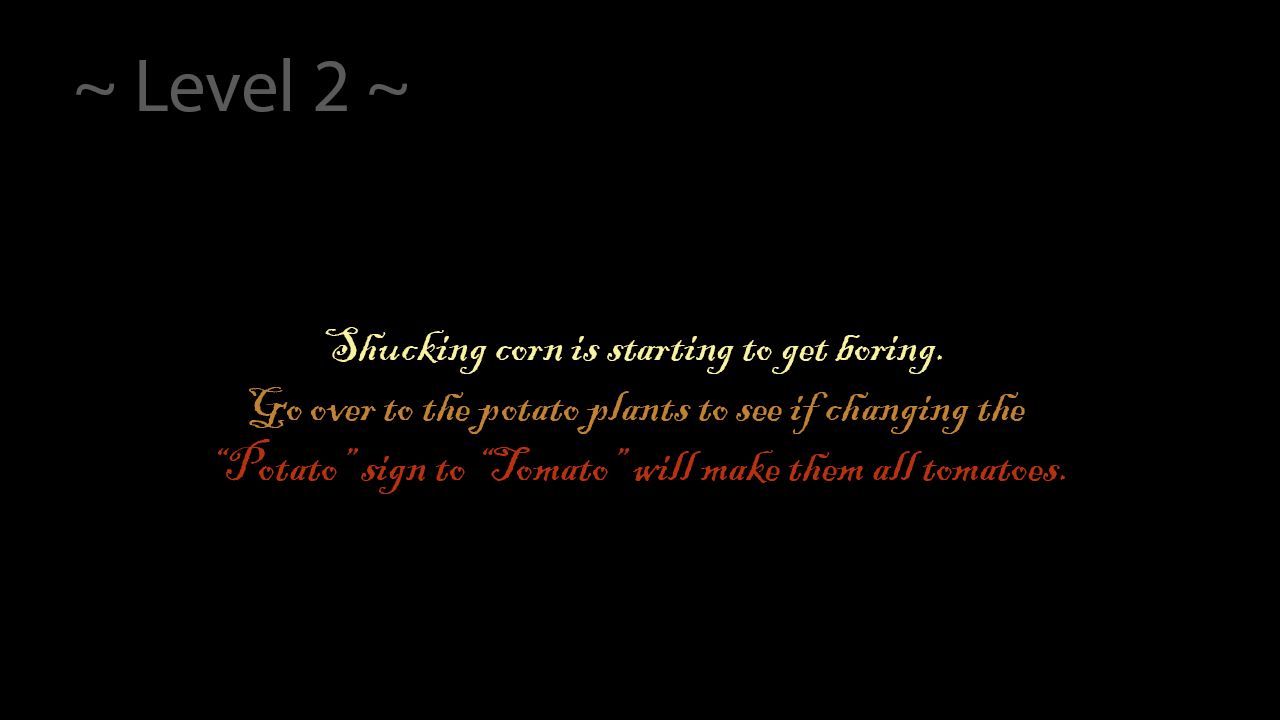 ~ Level 2 ~
Shucking corn is starting to get boring.
Go over to the potato plants to see if changing the
“Potato” sign to “Tomato” will make them all tomatoes.